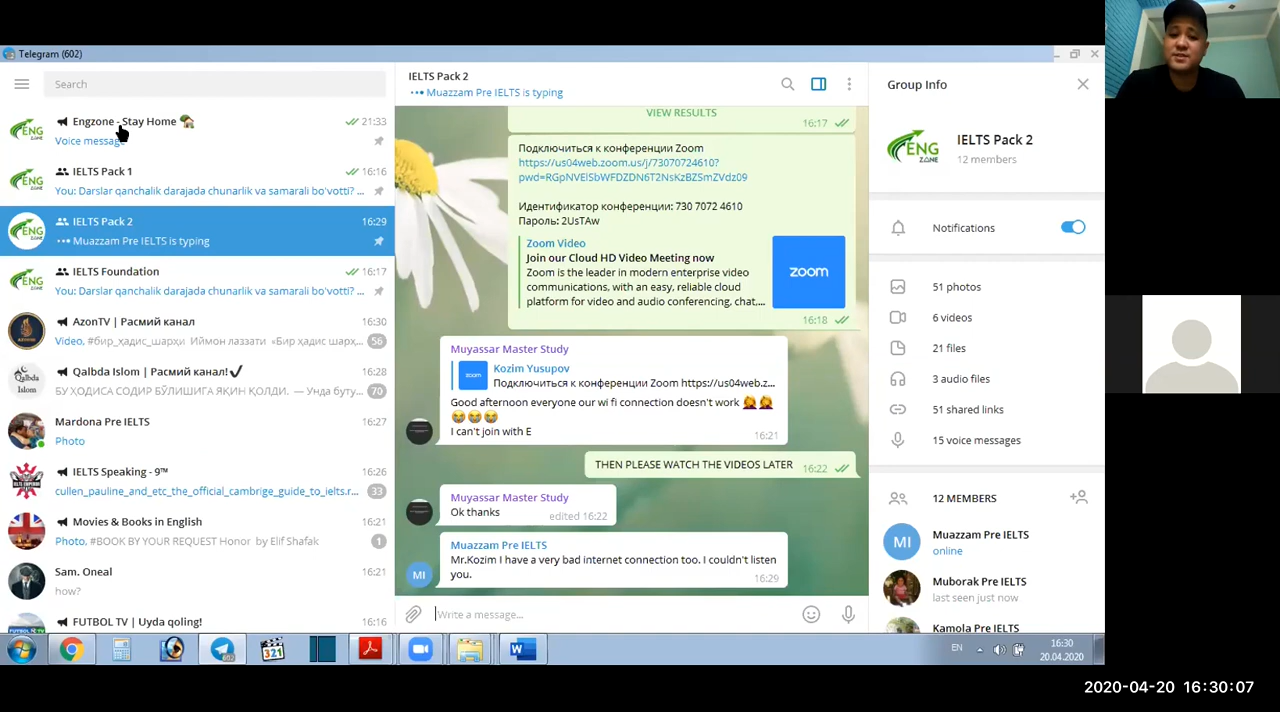 Telegram (602)
Search
Engzone - Stay Home
21:33
Voice message
IELTS Pack 1
16:16
You: Darslar qanchalik darajada chunarlik va samarali bo'votti? ...
IELTS Pack 2
16:29
Muazzam Pre IELTS is typing
IELTS Foundation
16:17
You: Darslar qanchalik darajada chunarlik va samarali bo'votti? ...
AzonTV | Расмий канал
16:30
Video, #бир_ҳадис_шарҳи Иймон лаззати «Бир ҳадис шарҳ...
56
Qalbda Islom | Расмий канал!
16:28
БУ ҲОДИСА СОДИР БЎЛИШИГА ЯҚИН ҚОЛДИ. — Унда буту...
70
Mardona Pre IELTS
16:27
Photo
IELTS Speaking - 9™
16:26
cullen_pauline_and_etc_the_official_cambrige_guide_to_ielts.r...
33
Movies & Books in English
16:21
Photo, #BOOK BY YOUR REQUEST Honor by Elif Shafak
1
Sam. Oneal
16:21
how?
FUTBOL TV | Uyda qoling!
16:16
IELTS Pack 2
Muazzam Pre IELTS is typing
VIEW RESULTS
16:17
Подключиться к конференции Zoom
https://us04web.zoom.us/j/73070724610?
pwd=RGpNVElSbWFDZDN6T2NsKzBZSmZVdz09
Идентификатор конференции: 730 7072 4610
Пароль: 2UsTAw
Zoom Video
Join our Cloud HD Video Meeting now
Zoom is the leader in modern enterprise video
communications, with an easy, reliable cloud
platform for video and audio conferencing, chat,...
zoom
16:18
Muyassar Master Study
Kozim Yusupov
Подключиться к конференции Zoom https://us04web.z...
Good afternoon everyone our wi fi connection doesn't work
I can't join with E
16:21
THEN PLEASE WATCH THE VIDEOS LATER
16:22
Muyassar Master Study
Ok thanks
edited 16:22
Muazzam Pre IELTS
Mr.Kozim I have a very bad internet connection too. I couldn't listen
you.
16:29
MI
Write a message...
Group Info
ENG
ZONE
IELTS Pack 2
12 members
Notifications
51 photos
6 videos
21 files
3 audio files
51 shared links
15 voice messages
12 MEMBERS
MI
Muazzam Pre IELTS
online
Muborak Pre IELTS
last seen just now
Kamola Pre IELTS
EN
16:30
20.04.2020
2020-04-20 16:30:07